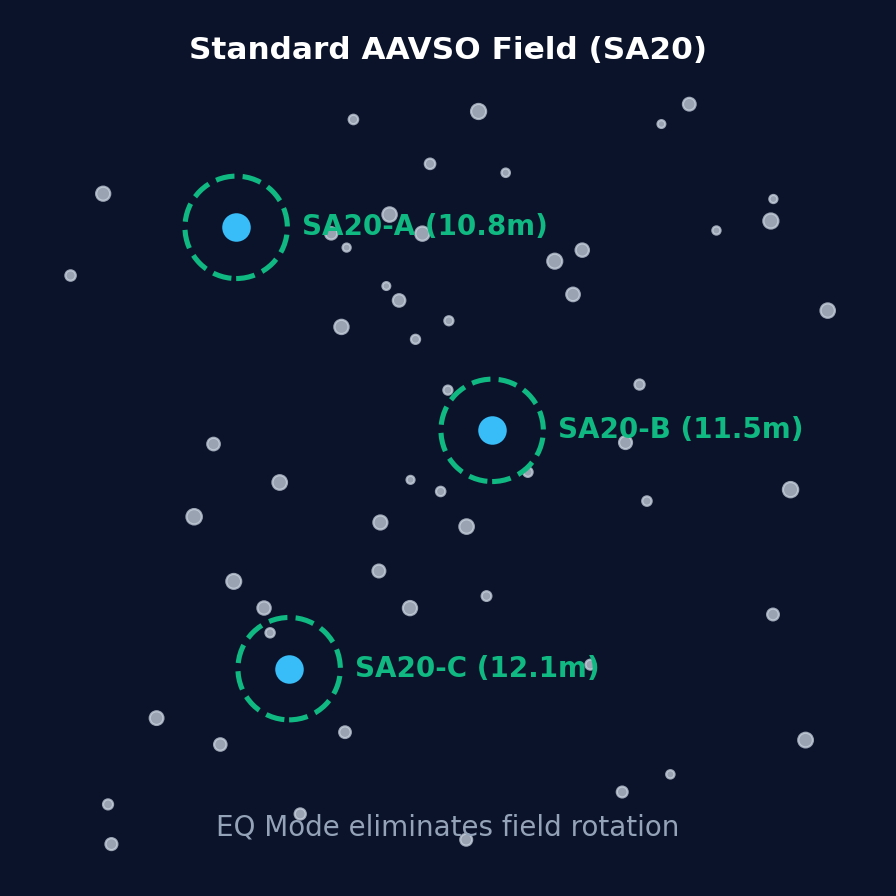 Standard AAVSO Field (SA20)
SA20-A (10.8m)
SA20-B (11.5m)
SA20-C (12.1m)
EQ Mode eliminates field rotation